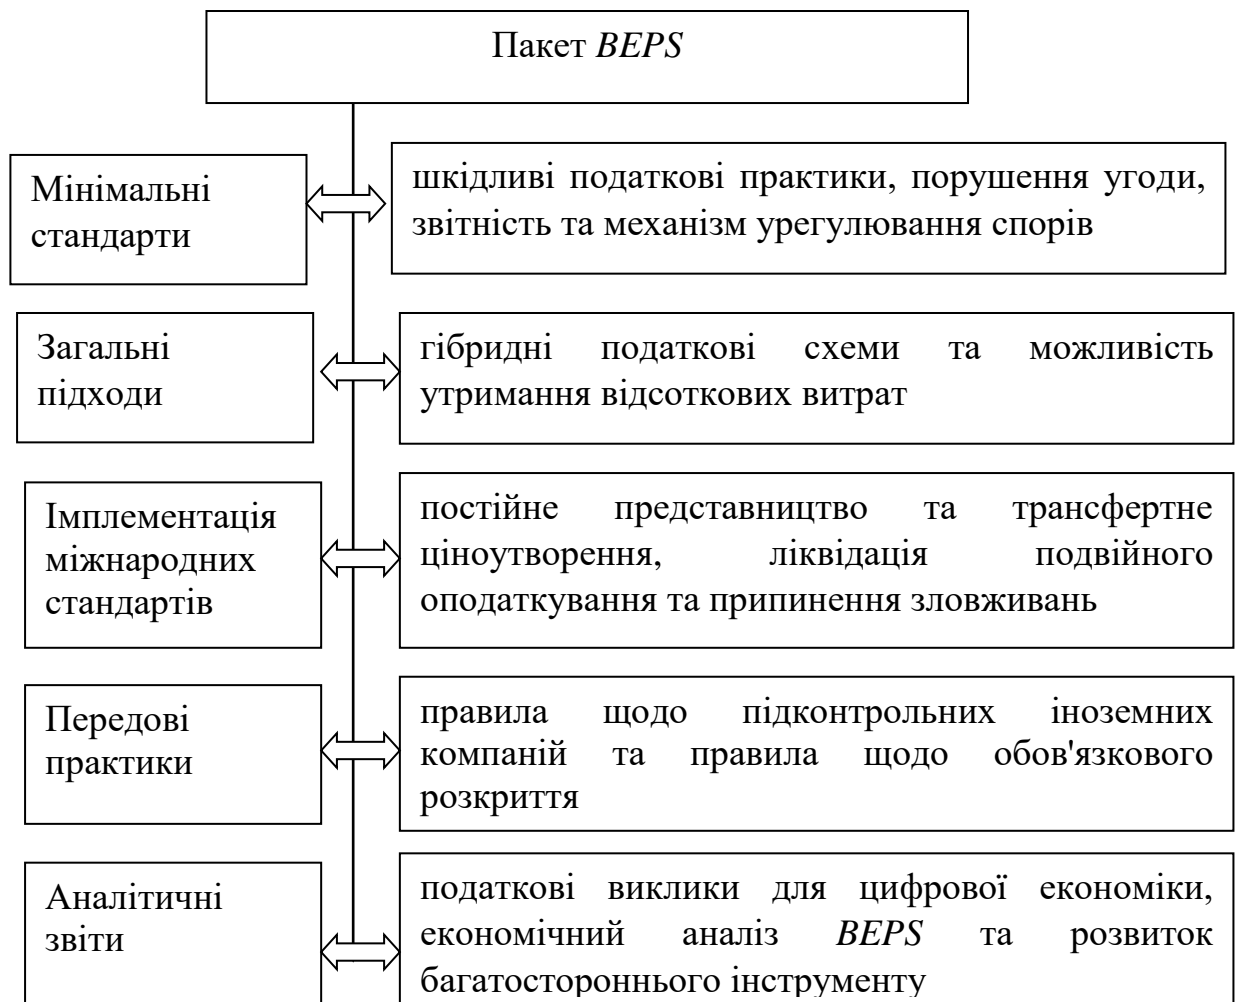 Пакет BEPS
Мінімальні
стандарти
шкідливі податкові практики, порушення угоди,
звітність та механізм урегулювання спорів
Загальні
підходи
гібридні податкові схеми та можливість
утримання відсоткових витрат
Імплементація
міжнародних
стандартів
постійне представництво та трансфертне
ціноутворення, ліквідація подвійного
оподаткування та припинення зловживань
Передові
практики
правила щодо підконтрольних іноземних
компаній та правила щодо обов'язкового
розкриття
Аналітичні
звіти
податкові виклики для цифрової економіки,
економічний аналіз BEPS та розвиток
багатостороннього інструменту